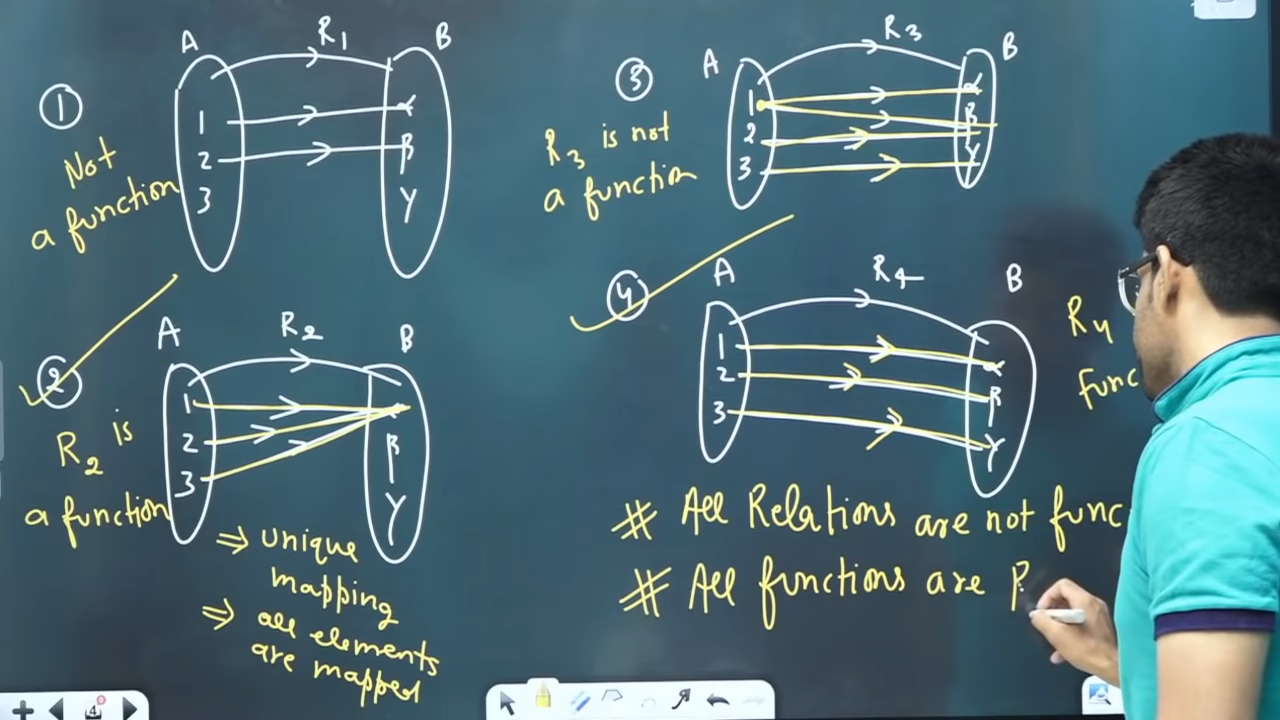 A R1 B
1
1
2
3
α
β
γ
Not
a function
A R2 B
2
1
2
3
α
β
γ
R2 is
a function
⇒ unique
mapping
⇒ all elements
are mapped
A R3 B
3
1
2
3
α
β
γ
R3 is not
a function
A R4 B
4
1
2
3
α
β
γ
R4
func
# All Relations are not func
# All functions are R
4